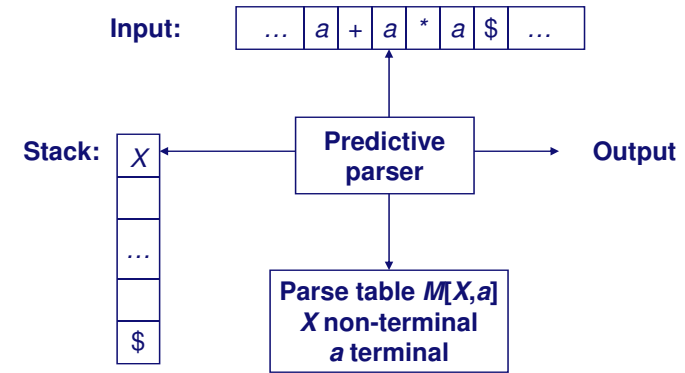 Input: … a + a * a $ …
Stack: X Predictive parser Output
…
$
Parse table M[X,a]
X non-terminal
a terminal